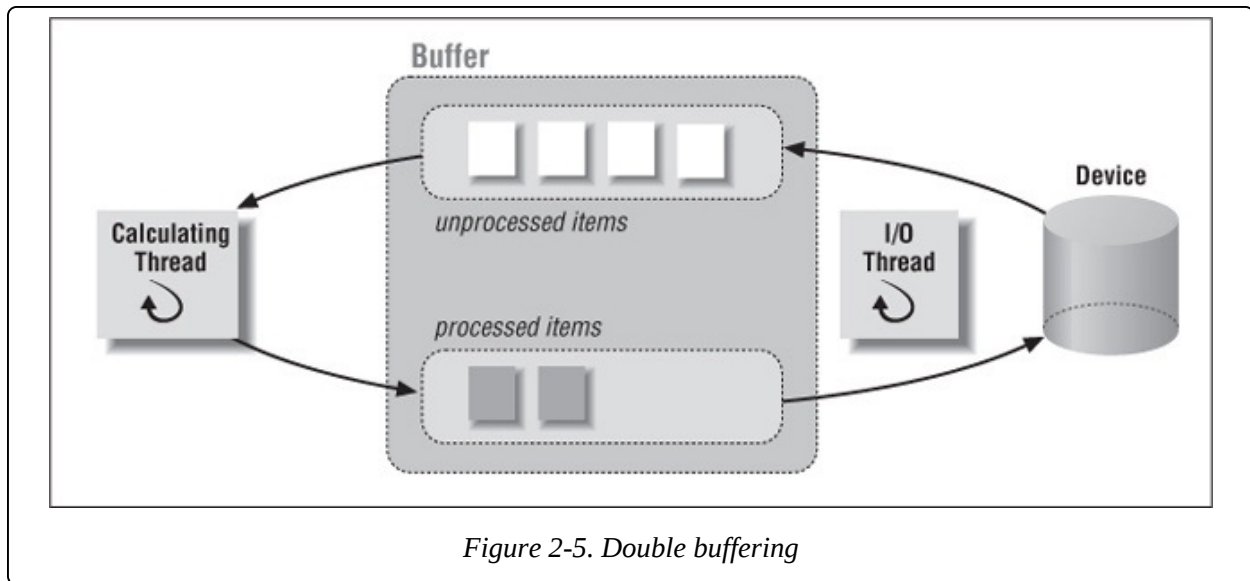 Buffer
unprocessed items
Device
Calculating
Thread
I/O
Thread
processed items
Figure 2-5. Double buffering